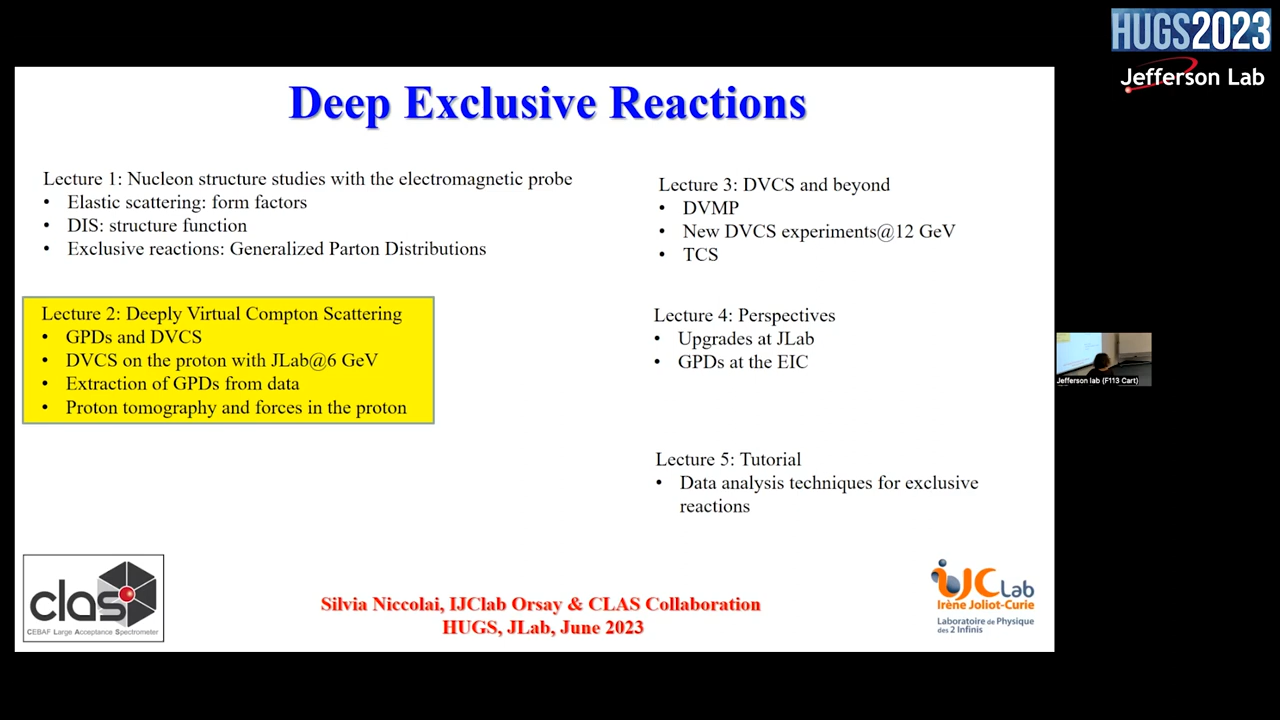 HUGS2023
Jefferson Lab
Deep Exclusive Reactions
Lecture 1: Nucleon structure studies with the electromagnetic probe
• Elastic scattering: form factors
• DIS: structure function
• Exclusive reactions: Generalized Parton Distributions
Lecture 2: Deeply Virtual Compton Scattering
• GPDs and DVCS
• DVCS on the proton with JLab@6 GeV
• Extraction of GPDs from data
• Proton tomography and forces in the proton
Lecture 3: DVCS and beyond
• DVMP
• New DVCS experiments@12 GeV
• TCS
Lecture 4: Perspectives
• Upgrades at JLab
• GPDs at the EIC
Lecture 5: Tutorial
• Data analysis techniques for exclusive
reactions
Jefferson lab (F113 Cart)
clas
CEBAF Large Acceptance Spectrometer
Silvia Niccolai, IJClab Orsay & CLAS Collaboration
HUGS, JLab, June 2023
iJC Lab
Irène Joliot-Curie
Laboratoire de Physique
des 2 Infinis